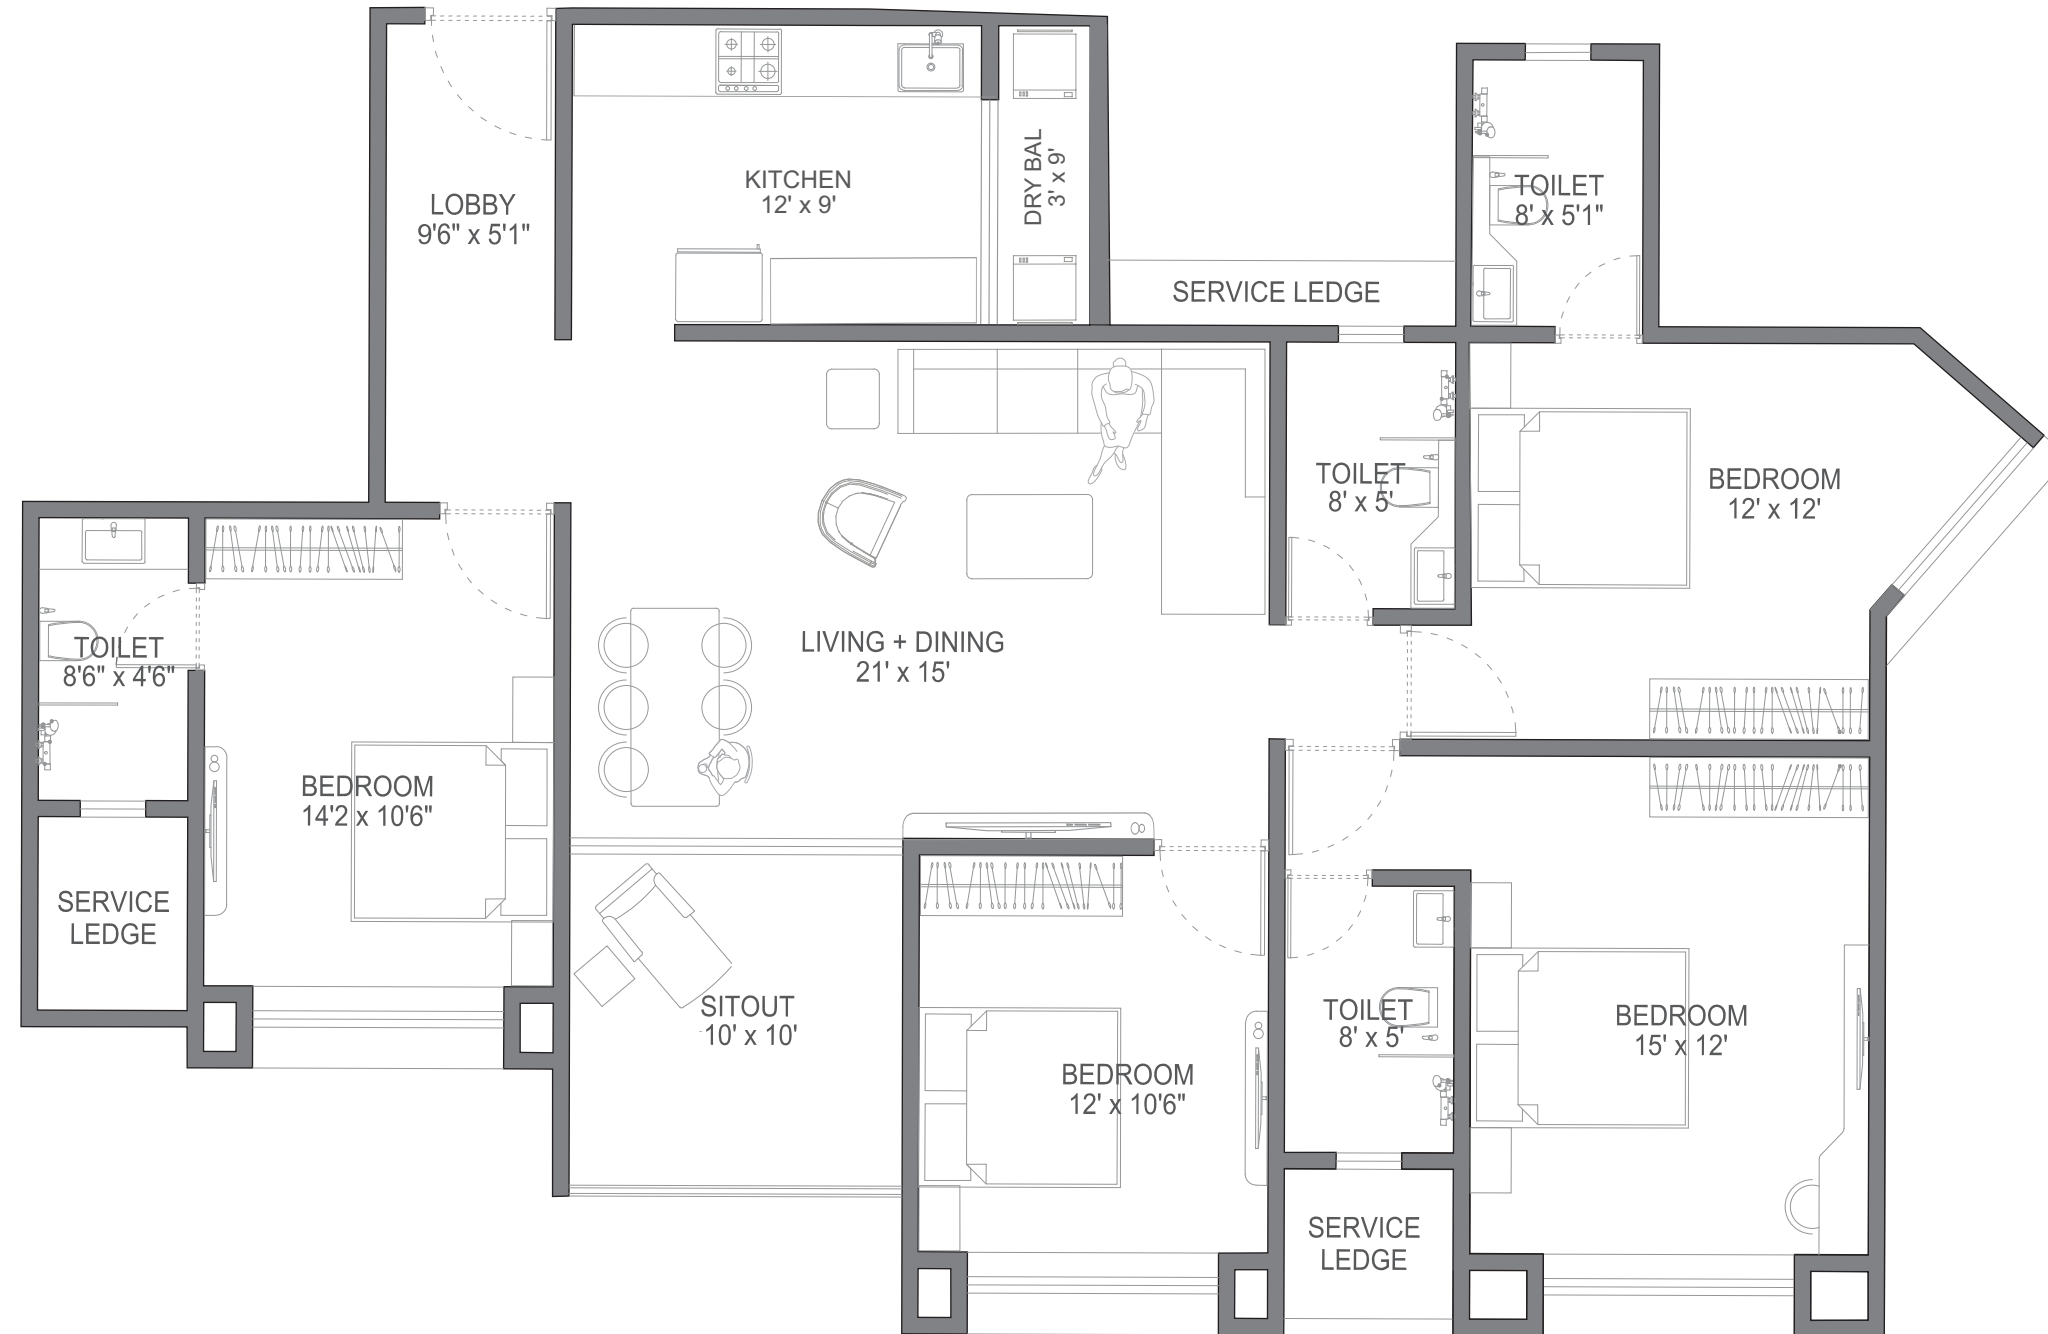 LOBBY
9'6" x 5'1"
KITCHEN
12' x 9'
DRY BAL
3' x 9'
TOILET
8' x 5'1"
SERVICE LEDGE
TOILET
8' x 5'
BEDROOM
12' x 12'
TOILET
8'6" x 4'6"
LIVING + DINING
21' x 15'
BEDROOM
14'2 x 10'6"
SERVICE
LEDGE
SITOUT
10' x 10'
BEDROOM
12' x 10'6"
TOILET
8' x 5'
BEDROOM
15' x 12'
SERVICE
LEDGE